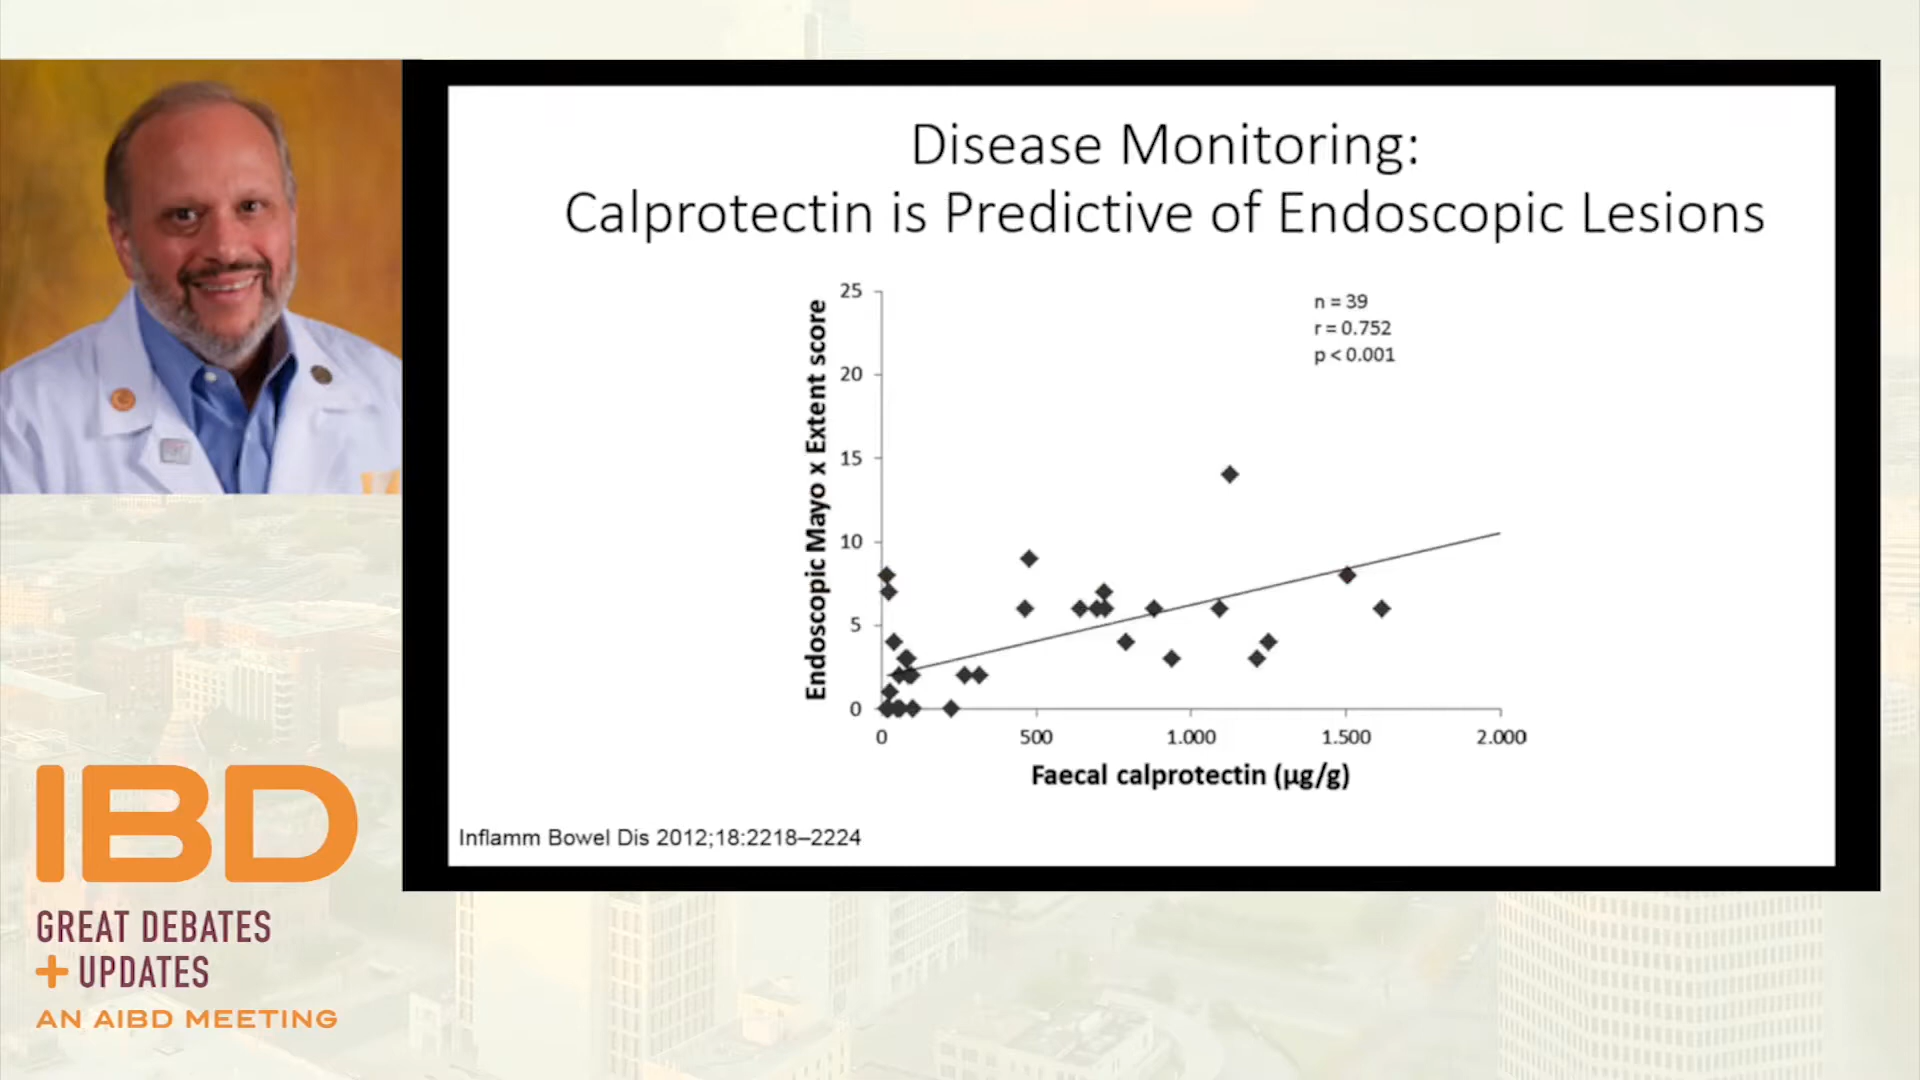 Disease Monitoring:
Calprotectin is Predictive of Endoscopic Lesions
n = 39
r = 0.752
p < 0.001
Endoscopic Mayo x Extent score
25
20
15
10
5
0
0 500 1.000 1.500 2.000
Faecal calprotectin (µg/g)
Inflamm Bowel Dis 2012;18:2218–2224
IBD
GREAT DEBATES
+ UPDATES
AN AIBD MEETING